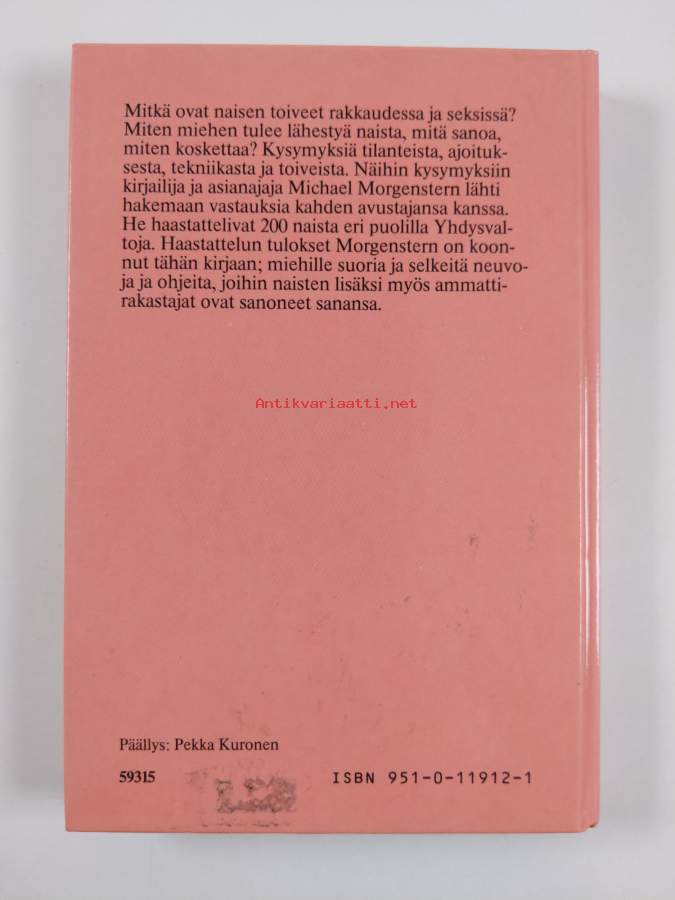 Mitkä ovat naisen toiveet rakkaudessa ja seksissä?
Miten miehen tulee lähestyä naista, mitä sanoa,
miten koskettaa? Kysymyksiä tilanteista, ajoituk-
sesta, tekniikasta ja toiveista. Näihin kysymyksiin
kirjailija ja asianajaja Michael Morgenstern lähti
hakemaan vastauksia kahden avustajansa kanssa.
He haastattelivat 200 naista eri puolilla Yhdysval-
toja. Haastattelun tulokset Morgenstern on koon-
nut tähän kirjaan; miehille suoria ja selkeitä neuvo-
ja ja ohjeita, joihin naisten lisäksi myös ammatti-
rakastajat ovat sanoneet sanansa.
Antikvariaatti.net
Päällys: Pekka Kuronen
59315 ISBN 951-0-11912-1